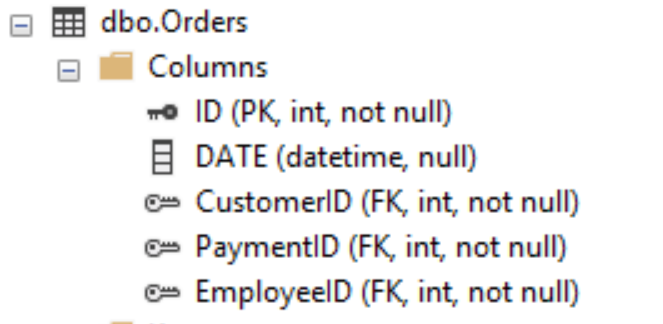 dbo.Orders
Columns
ID (PK, int, not null)
DATE (datetime, null)
CustomerID (FK, int, not null)
PaymentID (FK, int, not null)
EmployeeID (FK, int, not null)